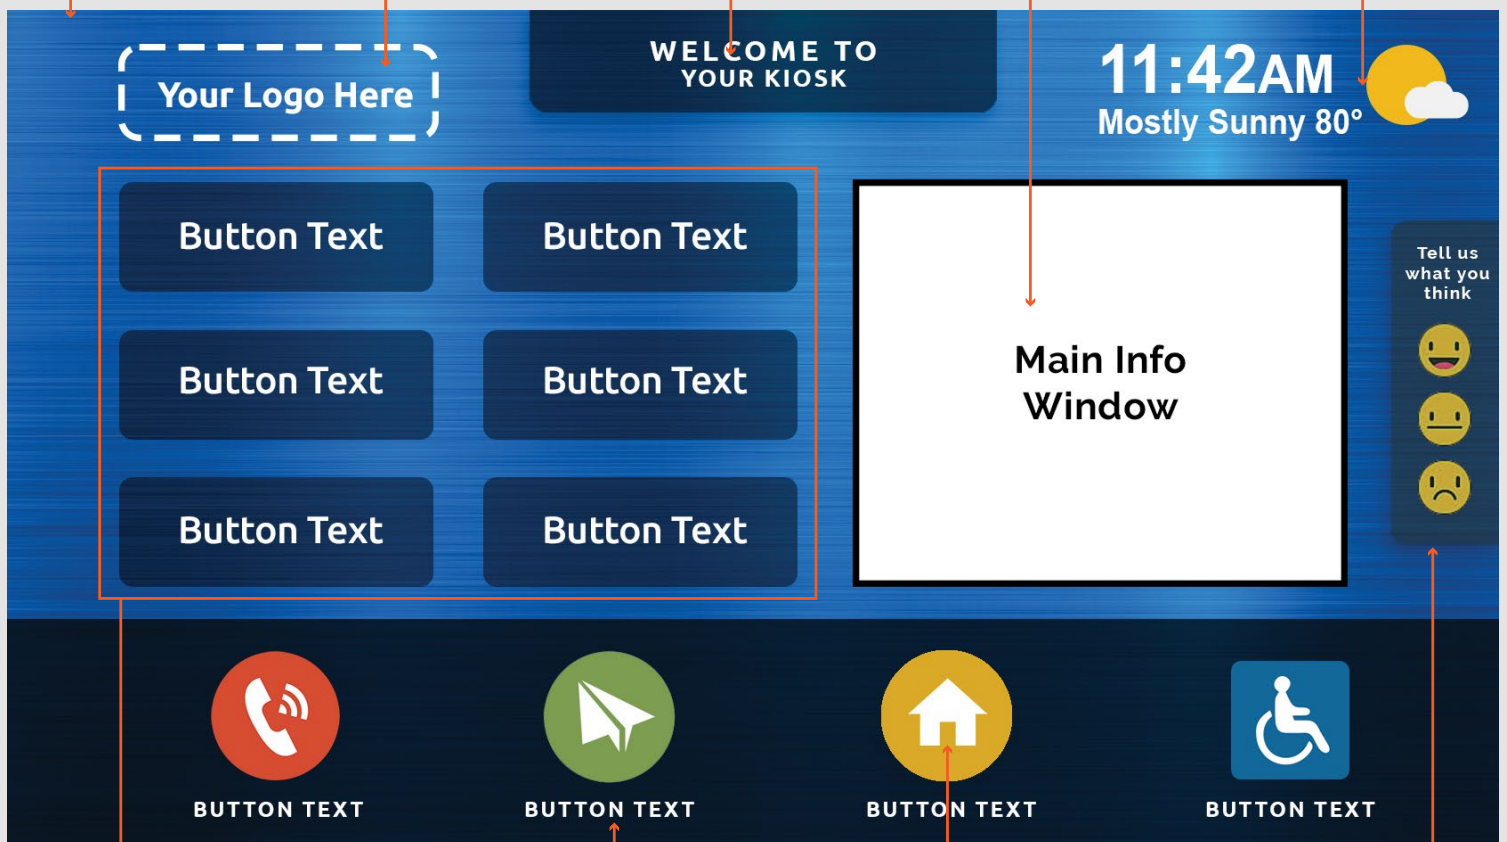 WELCOME TO
YOUR KIOSK
Your Logo Here
11:42AM
Mostly Sunny 80°
Button Text
Button Text
Button Text
Button Text
Button Text
Button Text
Main Info
Window
Tell us
what you
think
BUTTON TEXT
BUTTON TEXT
BUTTON TEXT
BUTTON TEXT